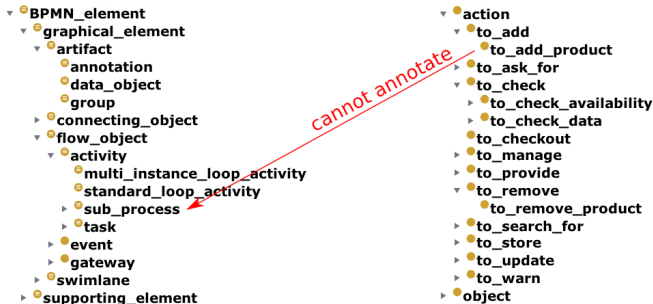 BPMN_element
graphical_element
artifact
annotation
data_object
group
connecting_object
flow_object
activity
multi_instance_loop_activity
standard_loop_activity
sub_process
task
event
gateway
swimlane
supporting_element
cannot annotate
action
to_add
to_add_product
to_ask_for
to_check
to_check_availability
to_check_data
to_checkout
to_manage
to_provide
to_remove
to_remove_product
to_search_for
to_store
to_update
to_warn
object